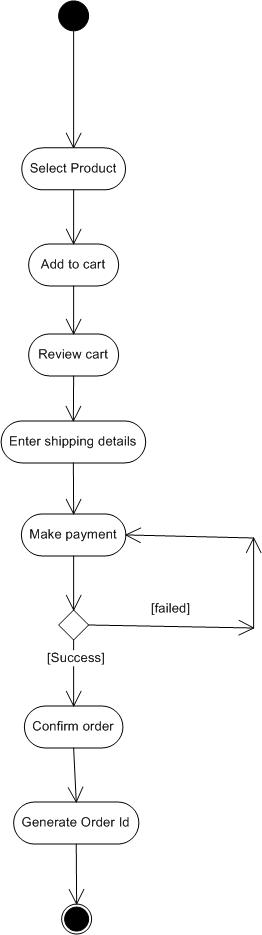 Select Product
Add to cart
Review cart
Enter shipping details
Make payment
[failed]
[Success]
Confirm order
Generate Order Id